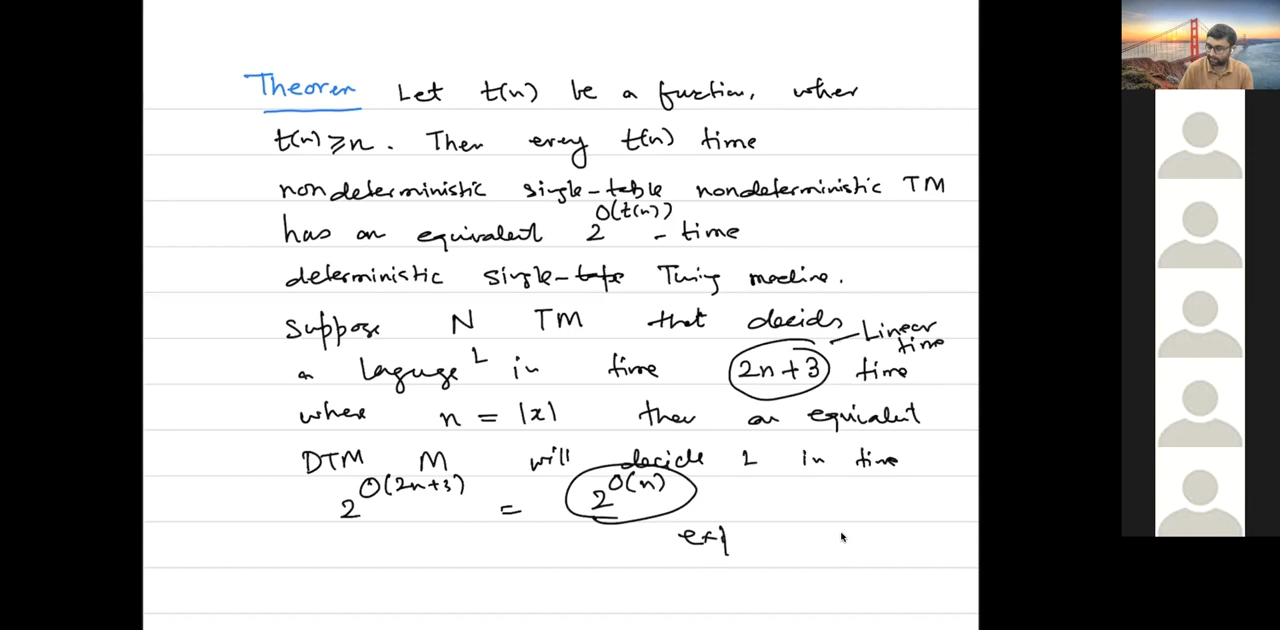 Theorem Let t(n) be a function, wher
t(n) ≥ n. Then every t(n) time
nondeterministic single-table nondeterministic TM
has an equivalent 2^O(t(n)) - time
deterministic single-tape Turing machine.
Suppose N TM that decids
a language L in time 2n+3 time — Linear time
where n = |x| then an equivalent
DTM M will decide L in time
2^O(2n+3) = 2^O(n)
exp